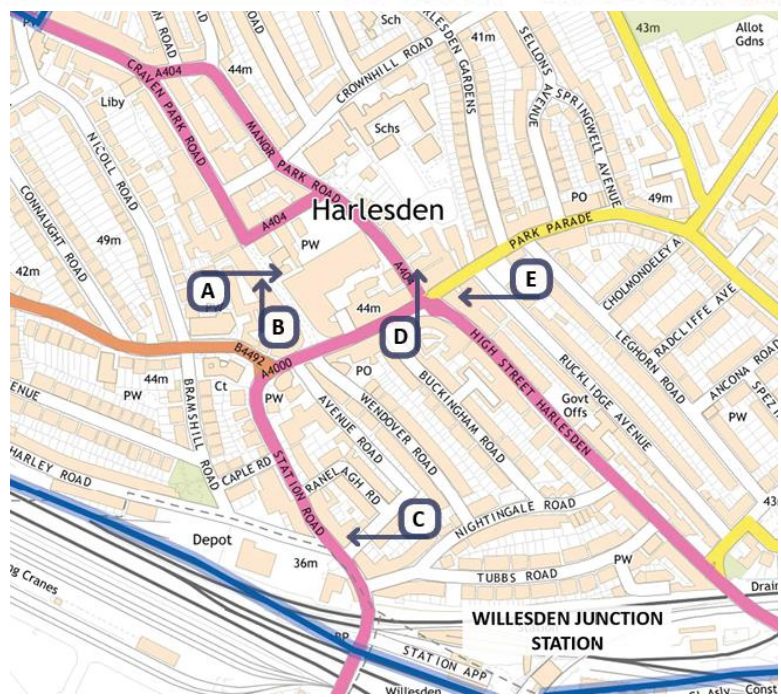 Sch
41m
43m
Allot
Gdns
A404
44m
CROWNHILL ROAD
RLESDEN GARDENS
SELLONS AVENUE
SPRINGWELL AVENUE
CRAVEN PARK ROAD
Liby
NICOLL ROAD
MANOR PARK ROAD
Schs
CONNAUGHT ROAD
49m
A404
Harlesden
PO
49m
PARK PARADE
PW
42m
A
B
D
E
44m
CHOLMONDELEY A
RADCLIFFE AVE
LEGHORN ROAD
ANCONA ROAD
B4492
A4000
44m
PW
Ct
PO
PW
BUCKINGHAM ROAD
HIGH STREET HARLESDEN
RUCKLIDGE AVENUE
Govt
Offs
PW
BRAMSHILL ROAD
WENDOVER ROAD
AVENUE ROAD
ENUE
HARLEY ROAD
CAPLE RD
STATION ROAD
RANELAGH RD
C
NIGHTINGALE ROAD
Depot
36m
TUBBS ROAD
PW
Drain
Cranes
WILLESDEN JUNCTION
STATION
STATION APP
Willesden